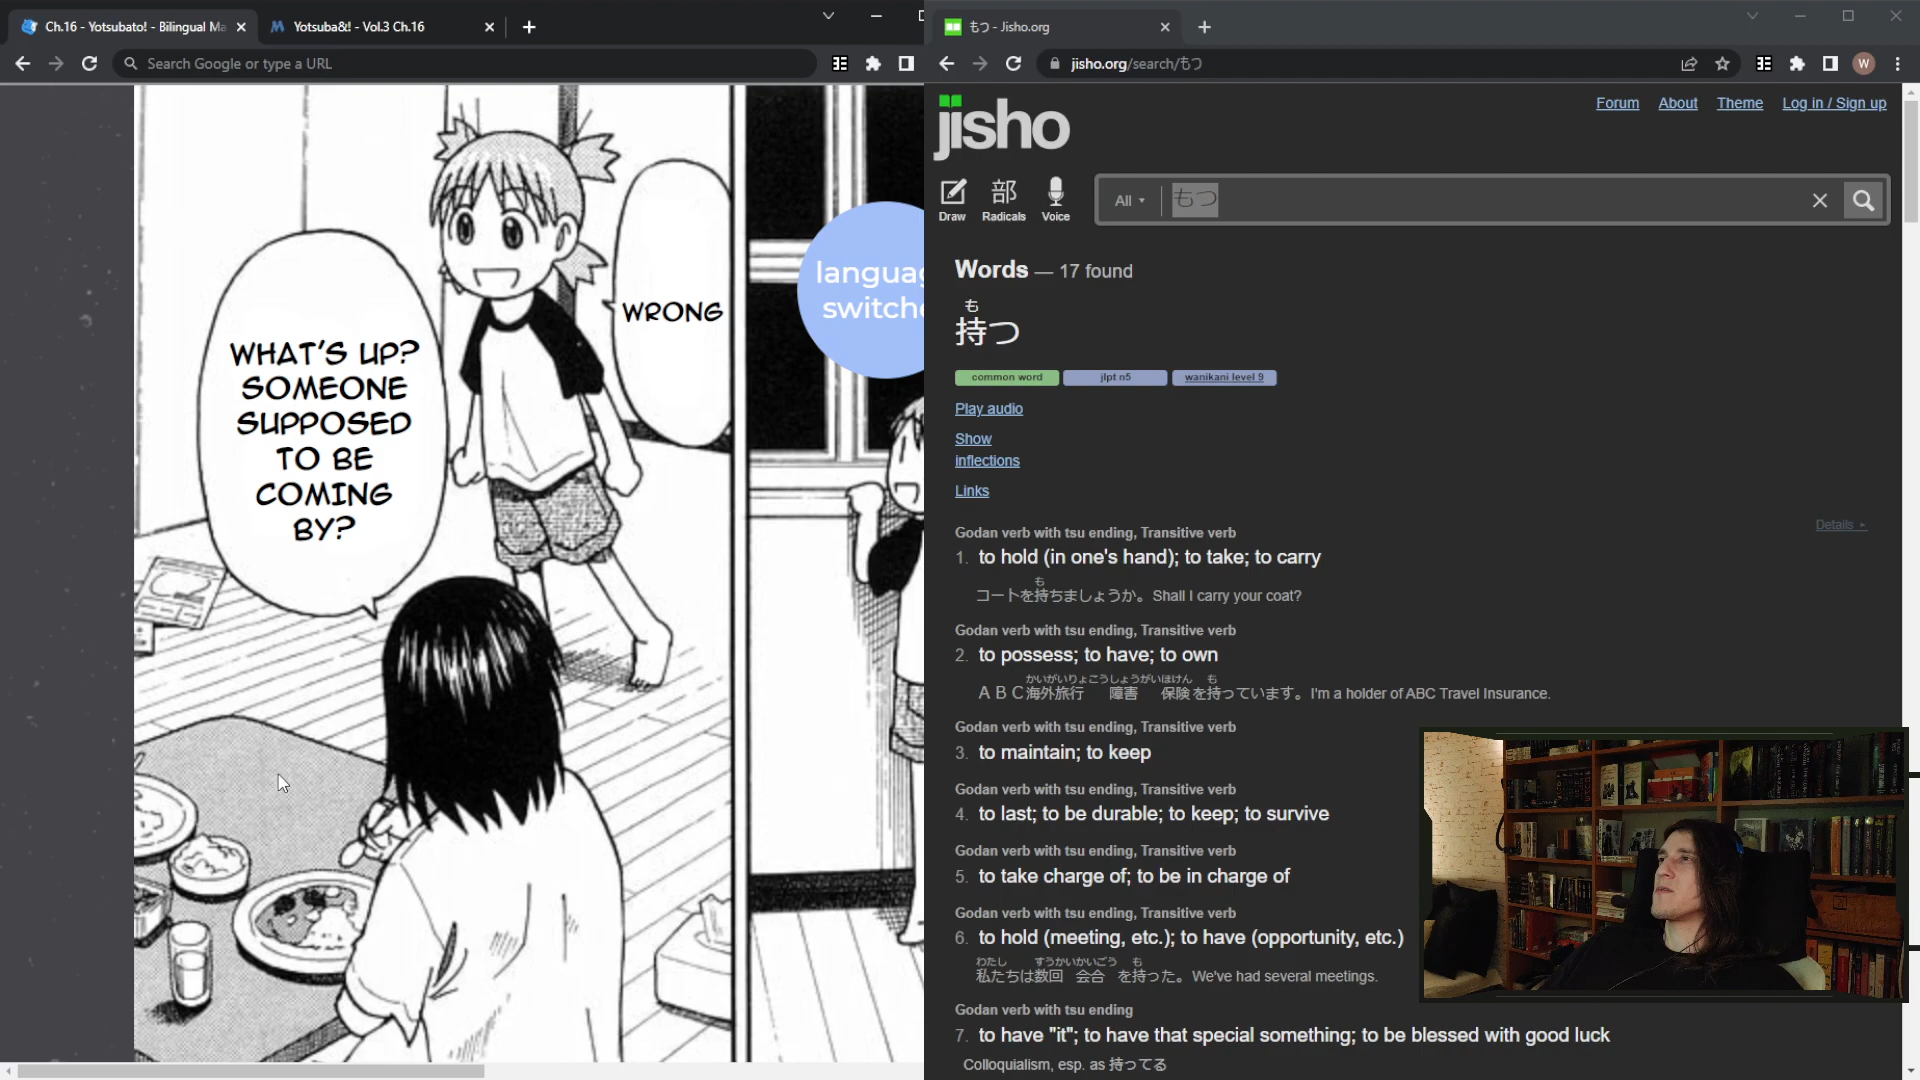 Ch.16 - Yotsubato! - Bilingual Ma
Yotsuba&! - Vol.3 Ch.16
Search Google or type a URL
WRONG
WHAT'S UP?
SOMEONE
SUPPOSED
TO BE
COMING
BY?
languag
switche
もつ - Jisho.org
jisho.org/search/もつ
W
jisho
Forum
About
Theme
Log in / Sign up
Draw
部
Radicals
Voice
All
もつ
Words — 17 found
も
持つ
common word
jlpt n5
wanikani level 9
Play audio
Show
inflections
Links
Details
Godan verb with tsu ending, Transitive verb
1. to hold (in one's hand); to take; to carry
も
コートを持ちましょうか。Shall I carry your coat?
Godan verb with tsu ending, Transitive verb
2. to possess; to have; to own
かいがいりょこうしょうがいほけん も
ＡＢＣ海外旅行 障害 保険を持っています。I'm a holder of ABC Travel Insurance.
Godan verb with tsu ending, Transitive verb
3. to maintain; to keep
Godan verb with tsu ending, Transitive verb
4. to last; to be durable; to keep; to survive
Godan verb with tsu ending, Transitive verb
5. to take charge of; to be in charge of
Godan verb with tsu ending, Transitive verb
6. to hold (meeting, etc.); to have (opportunity, etc.)
わたし すうかいかいごう も
私たちは数回 会合 を持った。We've had several meetings.
Godan verb with tsu ending
7. to have "it"; to have that special something; to be blessed with good luck
Colloquialism, esp. as 持ってる